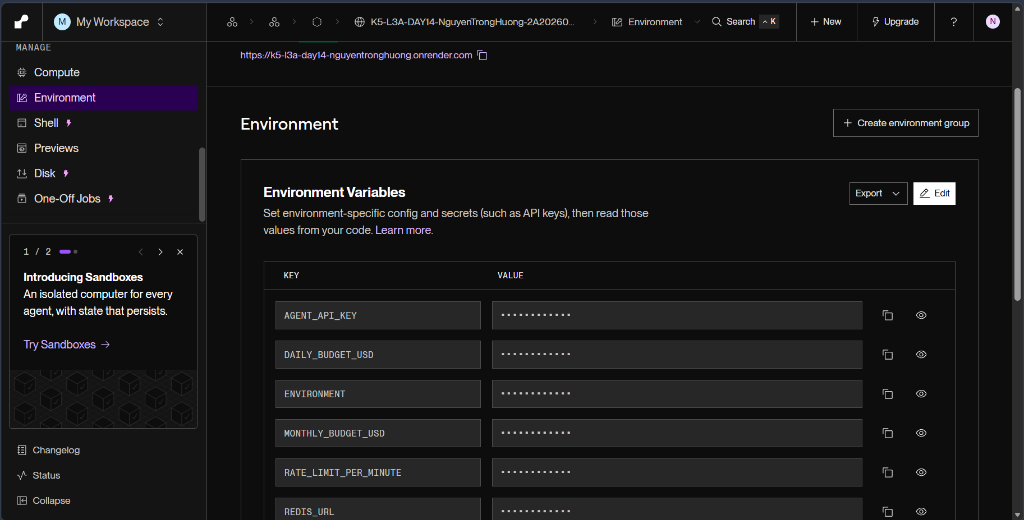 M My Workspace
K5-L3A-DAY14-NguyenTrongHuong-2A20260...
Environment
Search
K
+ New
Upgrade
?
N
MANAGE
Compute
Environment
Shell
Previews
Disk
One-Off Jobs
1 / 2
Introducing Sandboxes
An isolated computer for every
agent, with state that persists.
Try Sandboxes →
Changelog
Status
Collapse
https://k5-l3a-day14-nguyentronghuong.onrender.com
Environment
+ Create environment group
Environment Variables
Export
Edit
Set environment-specific config and secrets (such as API keys), then read those
values from your code. Learn more.
KEY VALUE
AGENT_API_KEY ••••••••••••
DAILY_BUDGET_USD ••••••••••••
ENVIRONMENT ••••••••••••
MONTHLY_BUDGET_USD ••••••••••••
RATE_LIMIT_PER_MINUTE ••••••••••••
REDIS_URL ••••••••••••